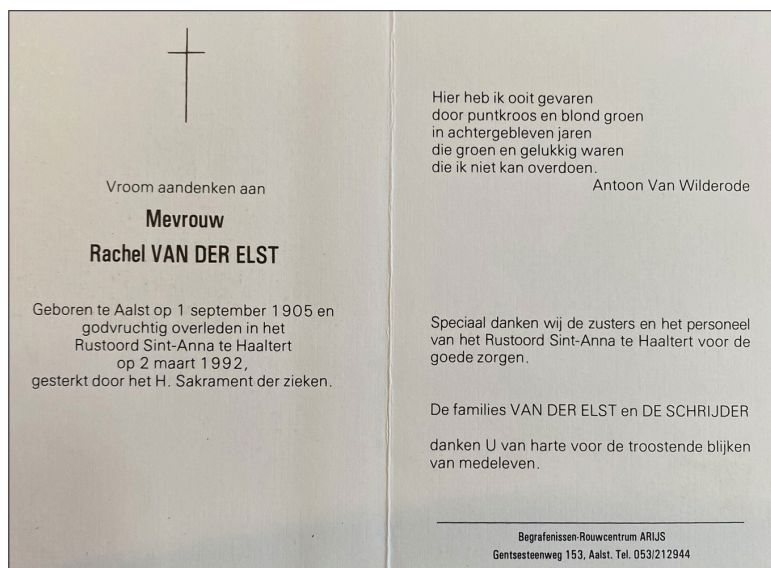 Vroom aandenken aan
Mevrouw
Rachel VAN DER ELST
Geboren te Aalst op 1 september 1905 en
godvruchtig overleden in het
Rustoord Sint-Anna te Haaltert
op 2 maart 1992,
gesterkt door het H. Sakrament der zieken.
Hier heb ik ooit gevaren
door puntkroos en blond groen
in achtergebleven jaren
die groen en gelukkig waren
die ik niet kan overdoen.
Antoon Van Wilderode
Speciaal danken wij de zusters en het personeel
van het Rustoord Sint-Anna te Haaltert voor de
goede zorgen.
De families VAN DER ELST en DE SCHRIJDER
danken U van harte voor de troostende blijken
van medeleven.
Begrafenissen-Rouwcentrum ARIJS
Gentsesteenweg 153, Aalst. Tel. 053/212944